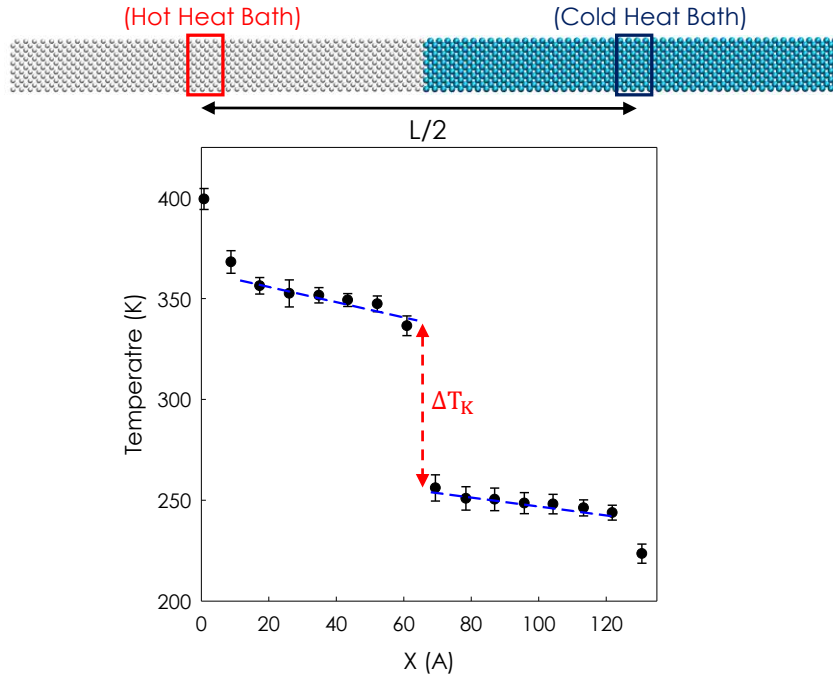 (Hot Heat Bath) (Cold Heat Bath)
L/2
400
350
300
250
200
Temperatre (K)
ΔT_K
0 20 40 60 80 100 120
X (A)